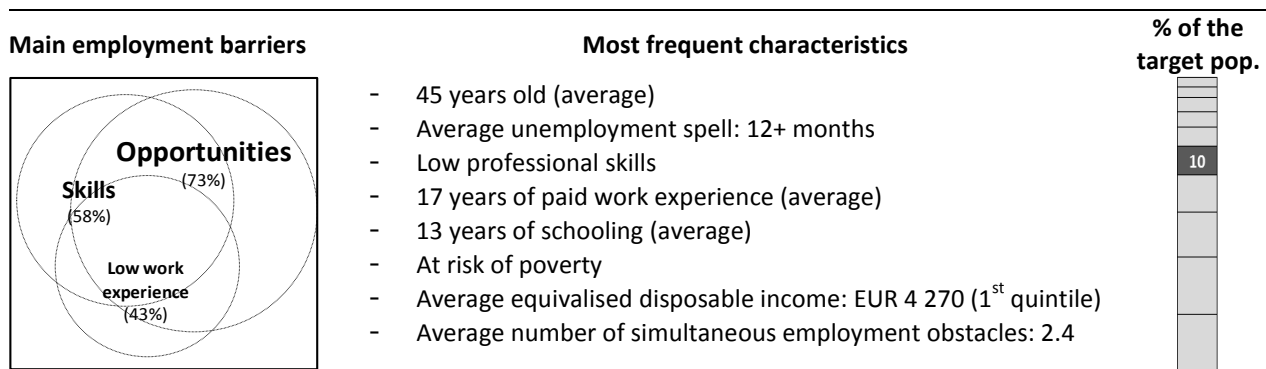 Main employment barriers
Most frequent characteristics
% of the
target pop.
Opportunities
(73%)
Skills
(58%)
Low work
experience
(43%)
- 45 years old (average)
- Average unemployment spell: 12+ months
- Low professional skills
- 17 years of paid work experience (average)
- 13 years of schooling (average)
- At risk of poverty
- Average equivalised disposable income: EUR 4 270 (1st quintile)
- Average number of simultaneous employment obstacles: 2.4
10